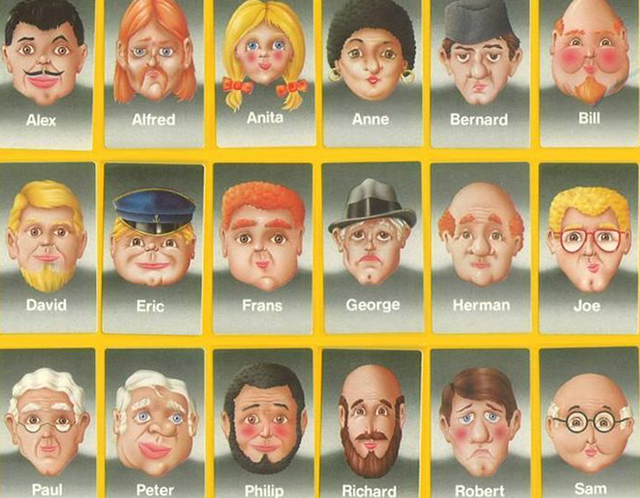 Alex Alfred Anita Anne Bernard Bill
David Eric Frans George Herman Joe
Paul Peter Philip Richard Robert Sam